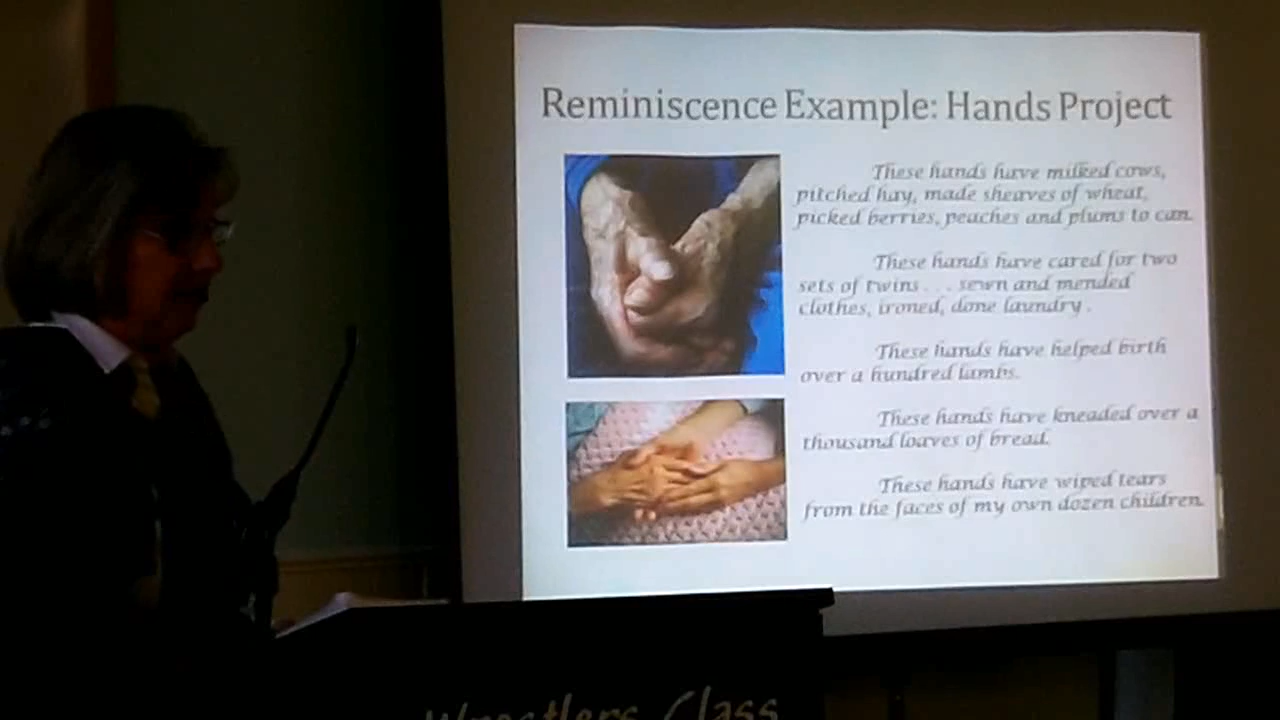 Reminiscence Example: Hands Project
These hands have milked cows,
pitched hay, made sheaves of wheat,
picked berries, peaches and plums to can.
These hands have cared for two
sets of twins . . . sewn and mended
clothes, ironed, done laundry .
These hands have helped birth
over a hundred lambs.
These hands have kneaded over a
thousand loaves of bread.
These hands have wiped tears
from the faces of my own dozen children.
Wrestlers Class